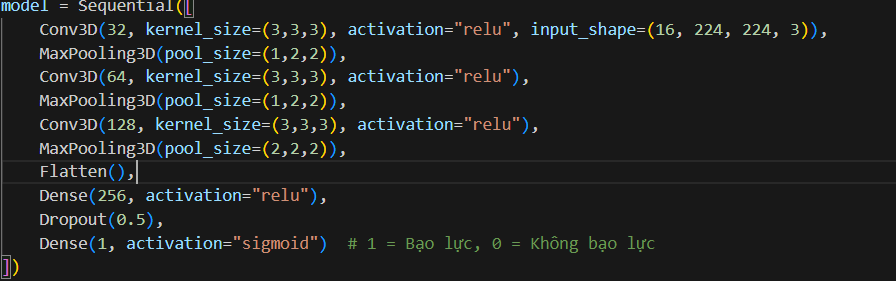 model = Sequential([
    Conv3D(32, kernel_size=(3,3,3), activation="relu", input_shape=(16, 224, 224, 3)),
    MaxPooling3D(pool_size=(1,2,2)),
    Conv3D(64, kernel_size=(3,3,3), activation="relu"),
    MaxPooling3D(pool_size=(1,2,2)),
    Conv3D(128, kernel_size=(3,3,3), activation="relu"),
    MaxPooling3D(pool_size=(2,2,2)),
    Flatten(),
    Dense(256, activation="relu"),
    Dropout(0.5),
    Dense(1, activation="sigmoid")  # 1 = Bạo lực, 0 = Không bạo lực
])